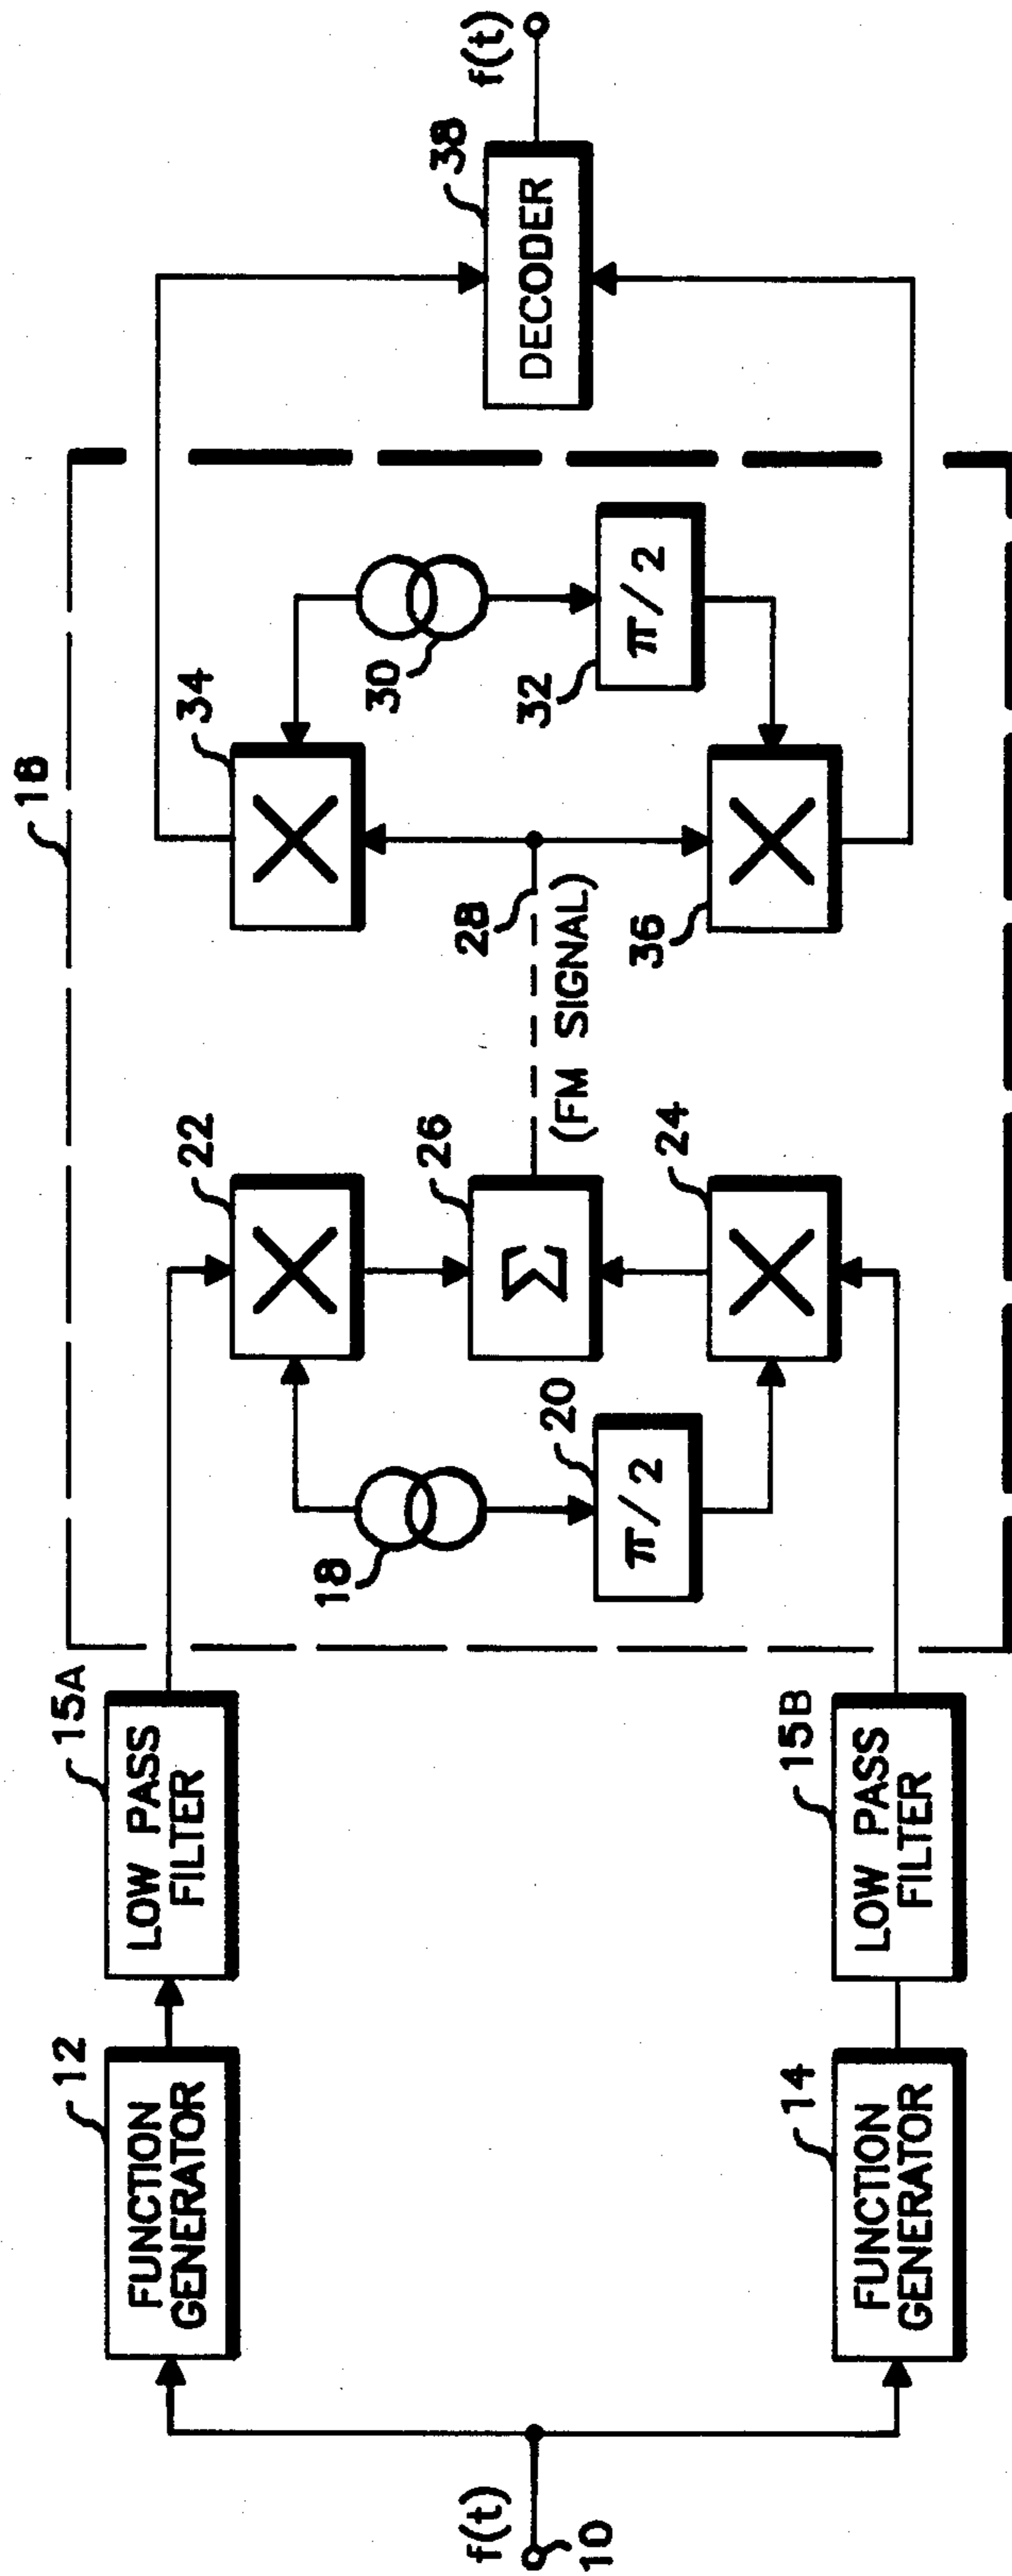 f(t)
10
FUNCTION
GENERATOR
12
FUNCTION
GENERATOR
14
LOW PASS
FILTER
15A
LOW PASS
FILTER
15B
18
18
π/2
20
22
Σ
26
24
(FM SIGNAL)
28
34
36
30
π/2
32
DECODER
38
f(t)